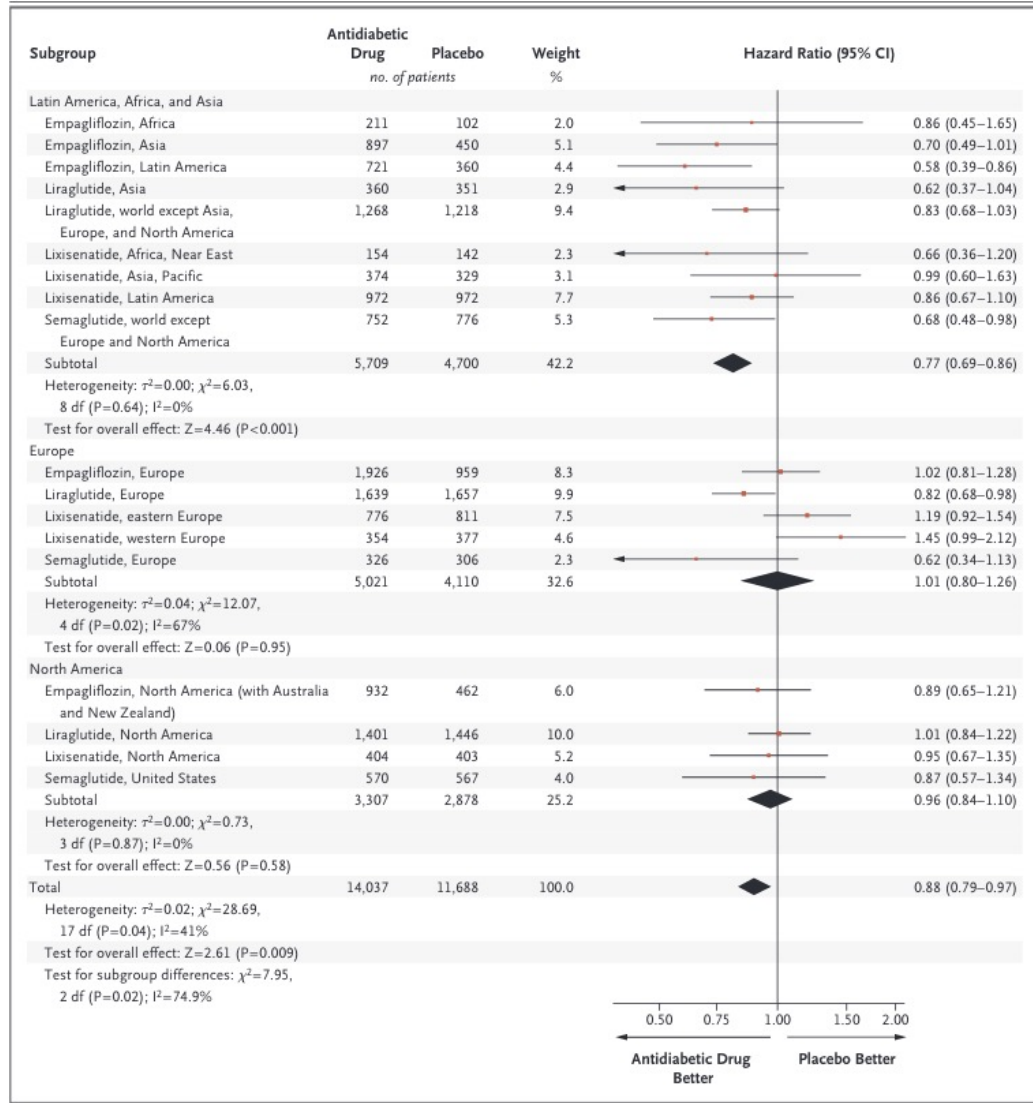 Subgroup Antidiabetic Drug Placebo Weight Hazard Ratio (95% CI)
no. of patients %
Latin America, Africa, and Asia
Empagliflozin, Africa 211 102 2.0 0.86 (0.45–1.65)
Empagliflozin, Asia 897 450 5.1 0.70 (0.49–1.01)
Empagliflozin, Latin America 721 360 4.4 0.58 (0.39–0.86)
Liraglutide, Asia 360 351 2.9 0.62 (0.37–1.04)
Liraglutide, world except Asia, 1,268 1,218 9.4 0.83 (0.68–1.03)
Europe, and North America
Lixisenatide, Africa, Near East 154 142 2.3 0.66 (0.36–1.20)
Lixisenatide, Asia, Pacific 374 329 3.1 0.99 (0.60–1.63)
Lixisenatide, Latin America 972 972 7.7 0.86 (0.67–1.10)
Semaglutide, world except 752 776 5.3 0.68 (0.48–0.98)
Europe and North America
Subtotal 5,709 4,700 42.2 0.77 (0.69–0.86)
Heterogeneity: τ²=0.00; χ²=6.03,
8 df (P=0.64); I²=0%
Test for overall effect: Z=4.46 (P<0.001)
Europe
Empagliflozin, Europe 1,926 959 8.3 1.02 (0.81–1.28)
Liraglutide, Europe 1,639 1,657 9.9 0.82 (0.68–0.98)
Lixisenatide, eastern Europe 776 811 7.5 1.19 (0.92–1.54)
Lixisenatide, western Europe 354 377 4.6 1.45 (0.99–2.12)
Semaglutide, Europe 326 306 2.3 0.62 (0.34–1.13)
Subtotal 5,021 4,110 32.6 1.01 (0.80–1.26)
Heterogeneity: τ²=0.04; χ²=12.07,
4 df (P=0.02); I²=67%
Test for overall effect: Z=0.06 (P=0.95)
North America
Empagliflozin, North America (with Australia 932 462 6.0 0.89 (0.65–1.21)
and New Zealand)
Liraglutide, North America 1,401 1,446 10.0 1.01 (0.84–1.22)
Lixisenatide, North America 404 403 5.2 0.95 (0.67–1.35)
Semaglutide, United States 570 567 4.0 0.87 (0.57–1.34)
Subtotal 3,307 2,878 25.2 0.96 (0.84–1.10)
Heterogeneity: τ²=0.00; χ²=0.73,
3 df (P=0.87); I²=0%
Test for overall effect: Z=0.56 (P=0.58)
Total 14,037 11,688 100.0 0.88 (0.79–0.97)
Heterogeneity: τ²=0.02; χ²=28.69,
17 df (P=0.04); I²=41%
Test for overall effect: Z=2.61 (P=0.009)
Test for subgroup differences: χ²=7.95,
2 df (P=0.02); I²=74.9%
0.50 0.75 1.00 1.50 2.00
Antidiabetic Drug Better Placebo Better